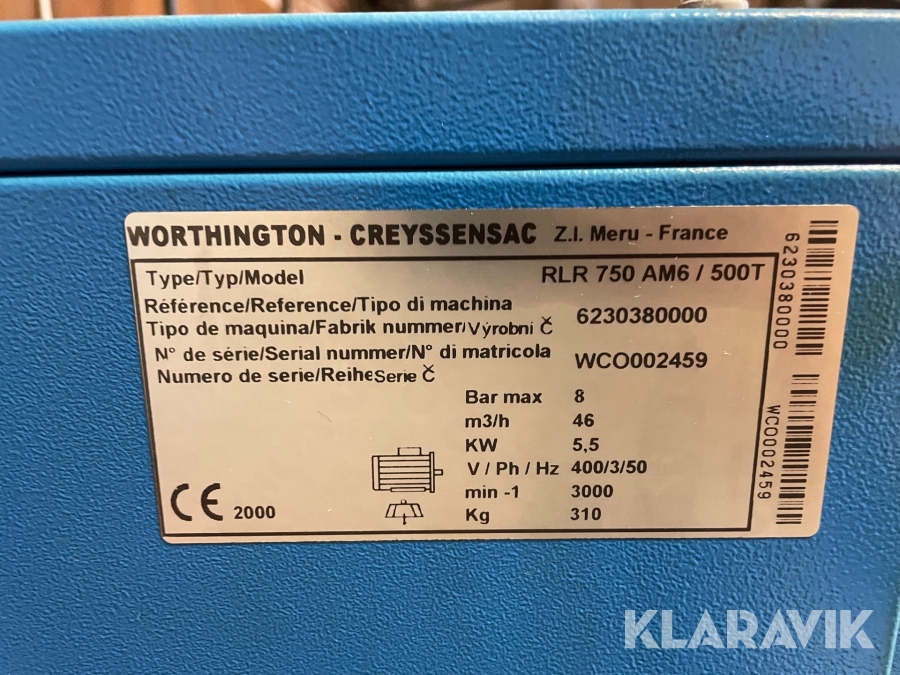 WORTHINGTON - CREYSSENSAC Z.I. Meru - France
Type/Typ/Model RLR 750 AM6 / 500T
Référence/Reference/Tipo di machina
Tipo de maquina/Fabrik nummer/Výrobni Č 6230380000
N° de série/Serial nummer/N° di matricola WCO002459
Numero de serie/ReiheSerie Č
Bar max 8
m3/h 46
KW 5,5
V / Ph / Hz 400/3/50
min -1 3000
Kg 310
CE 2000
6230380000
WCO002459
KLARAVIK